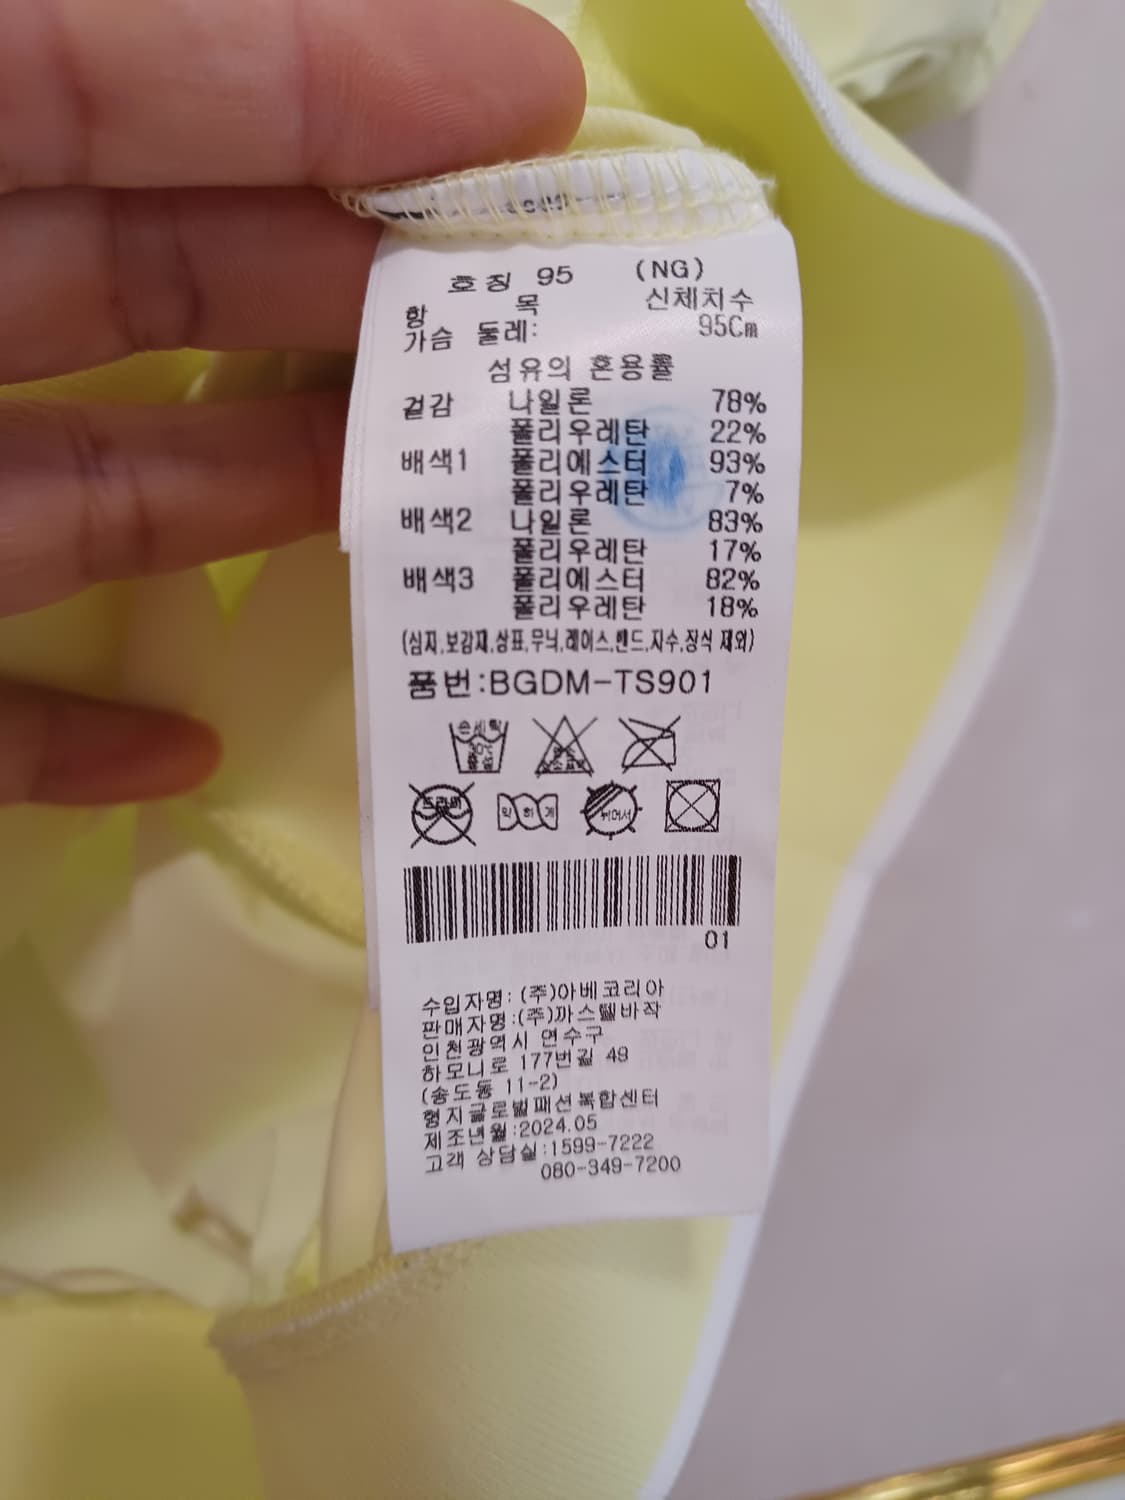 호칭 95 (NG)
항 목 신체치수
가슴 둘레: 95Cm
섬유의 혼용률
겉감 나일론 78%
폴리우레탄 22%
배색1 폴리에스터 93%
폴리우레탄 7%
배색2 나일론 83%
폴리우레탄 17%
배색3 폴리에스터 82%
폴리우레탄 18%
(심지,보강재,상표,무늬,레이스,밴드,자수,장식 제외)
품번:BGDM-TS901
손세탁
드라이
약하게
뉘어서
01
수입자명: (주)아베코리아
판매자명:(주)까스텔바작
인천광역시 연수구
하모니로 177번길 49
(송도동 11-2)
형지글로벌패션복합센터
제조년월:2024.05
고객 상담실:1599-7222
080-349-7200